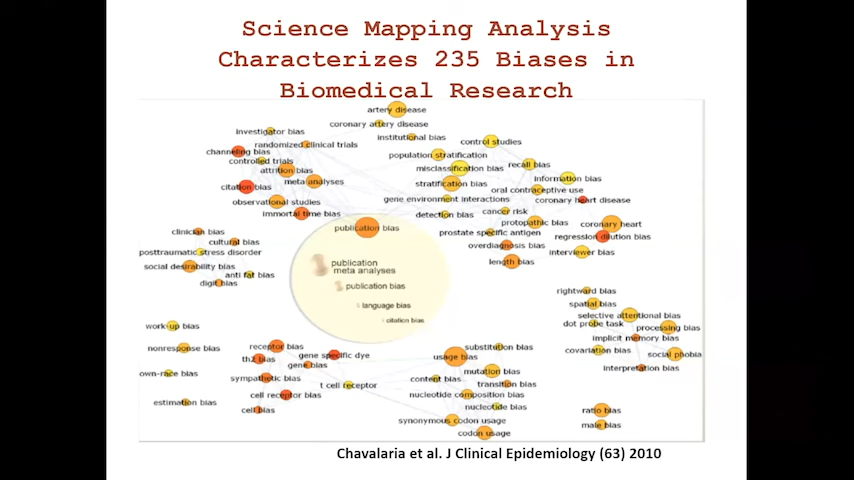 Science Mapping Analysis
Characterizes 235 Biases in
Biomedical Research
artery disease
coronary artery disease
investigator bias
institutional bias
randomized clinical trials
control studies
channeling bias
population stratification
controlled trials
recall bias
attrition bias
misclassification bias
information bias
citation bias
meta analyses
stratification bias
oral contraceptive use
gene environment interactions
coronary heart disease
observational studies
immortal time bias
detection bias
cancer risk
publication bias
protopathic bias
coronary heart
clinician bias
prostate specific antigen
regression dilution bias
cultural bias
overdiagnosis bias
posttraumatic stress disorder
interviewer bias
social desirability bias
publication
meta analyses
length bias
anti fat bias
digit bias
publication bias
rightward bias
language bias
spatial bias
citation bias
selective attentional bias
dot probe task
processing bias
work-up bias
implicit memory bias
nonresponse bias
receptor bias
substitution bias
covariation bias
social phobia
th2 bias
gene specific dye
usage bias
gene bias
interpretation bias
own-race bias
sympathetic bias
t cell receptor
content bias
mutation bias
transition bias
cell receptor bias
nucleotide composition bias
estimation bias
cell bias
nucleotide bias
ratio bias
synonymous codon usage
male bias
codon usage
Chavalaria et al. J Clinical Epidemiology (63) 2010